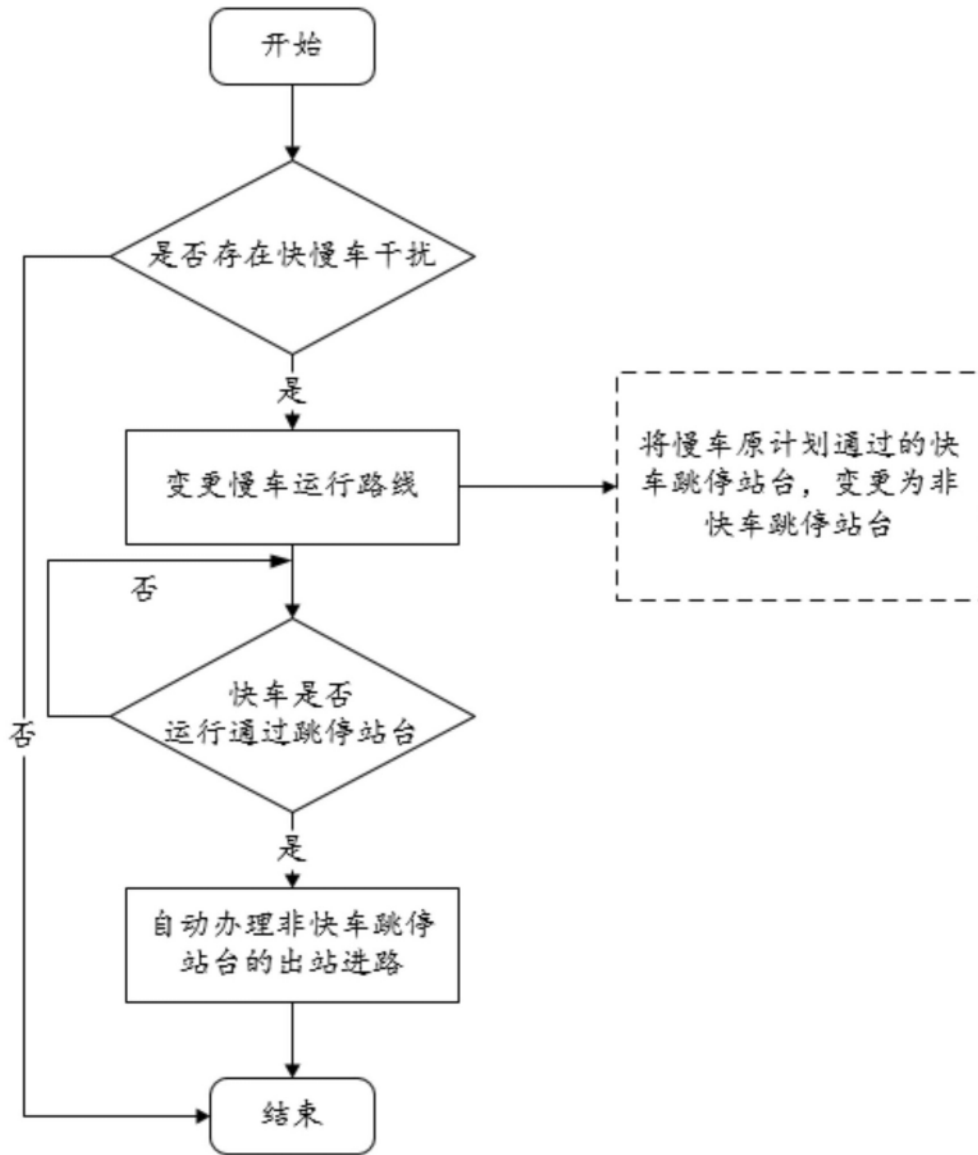 开始
是否存在快慢车干扰
是
变更慢车运行路线
将慢车原计划通过的快
车跳停站台，变更为非
快车跳停站台
否
快车是否
运行通过跳停站台
否
是
自动办理非快车跳停
站台的出站进路
结束